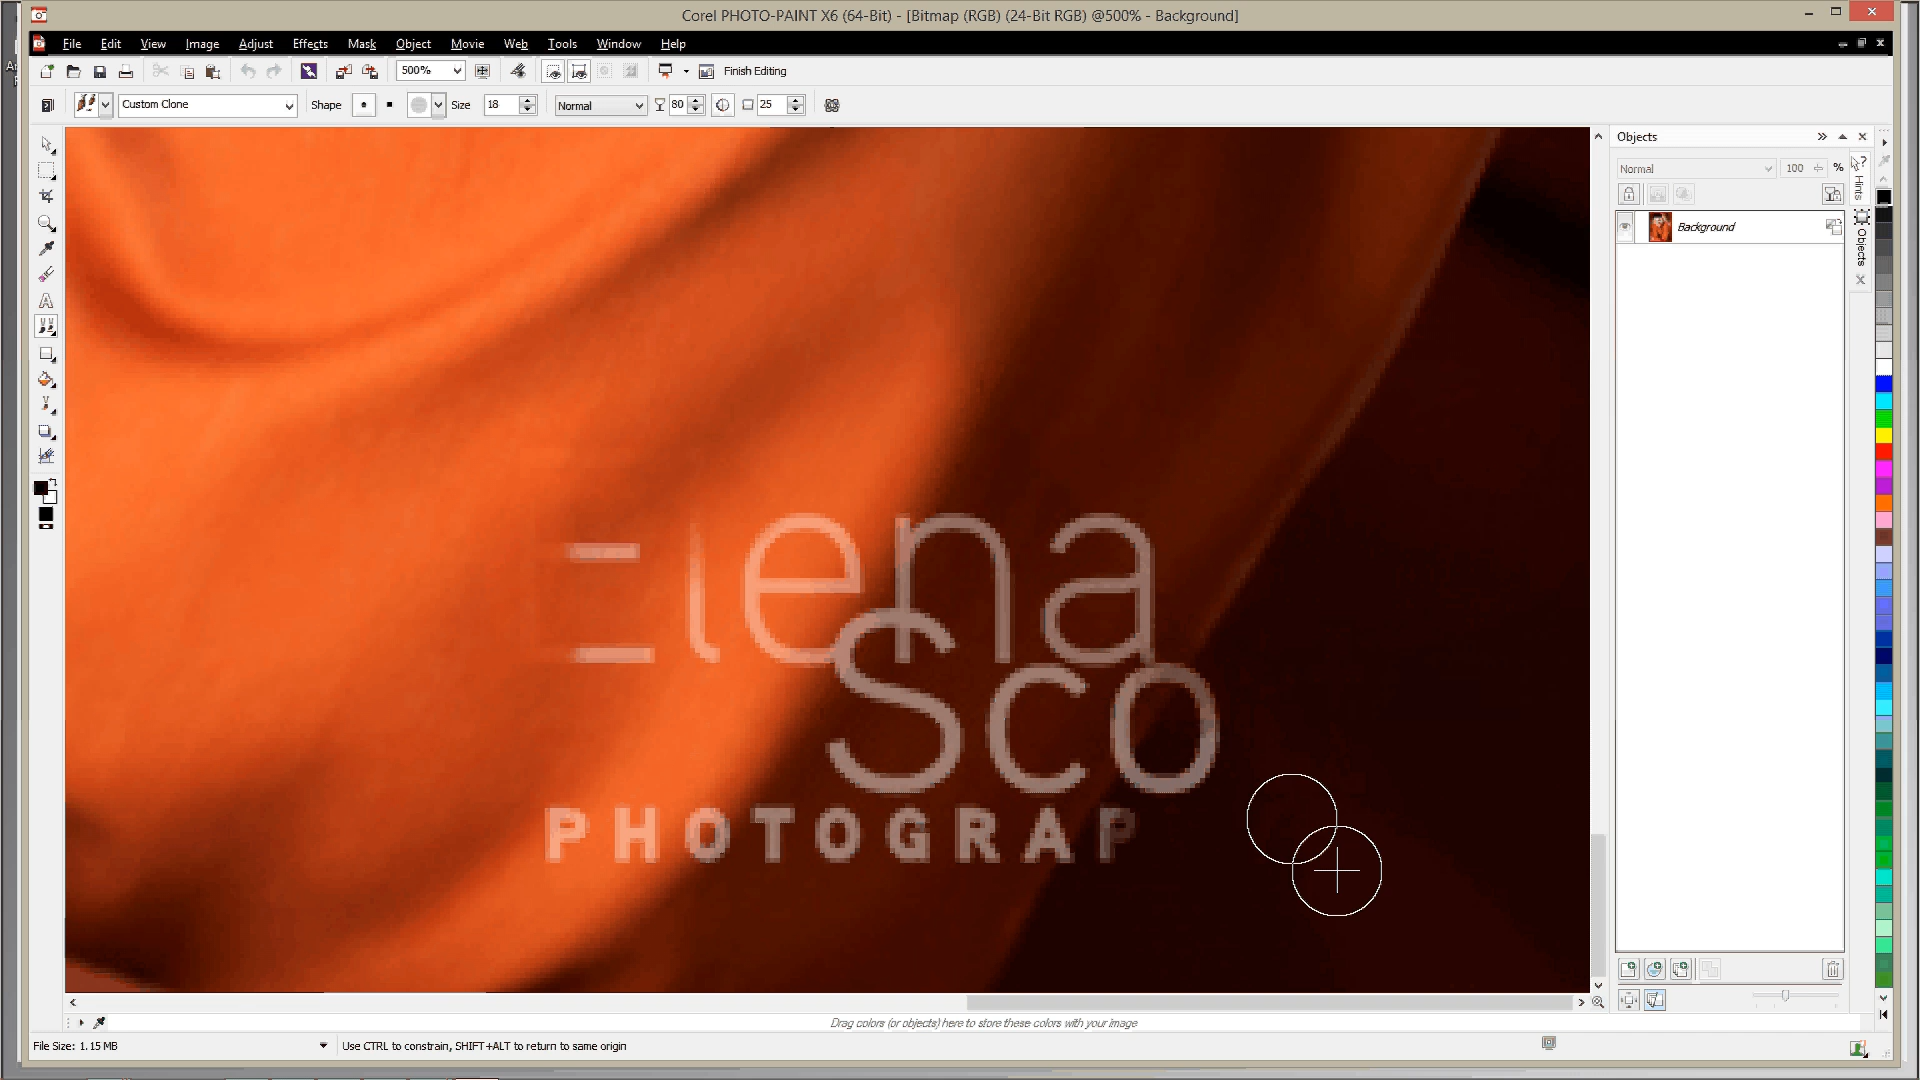 Corel PHOTO-PAINT X6 (64-Bit) - [Bitmap (RGB) (24-Bit RGB) @500% - Background]
File Edit View Image Adjust Effects Mask Object Movie Web Tools Window Help
500% Finish Editing
Custom Clone Shape Size 18 Normal 80 25
Objects
Normal 100 %
Background
Hints
Objects
Elena
Sco
PHOTOGRAP
Drag colors (or objects) here to store these colors with your image
File Size: 1.15 MB Use CTRL to constrain, SHIFT+ALT to return to same origin